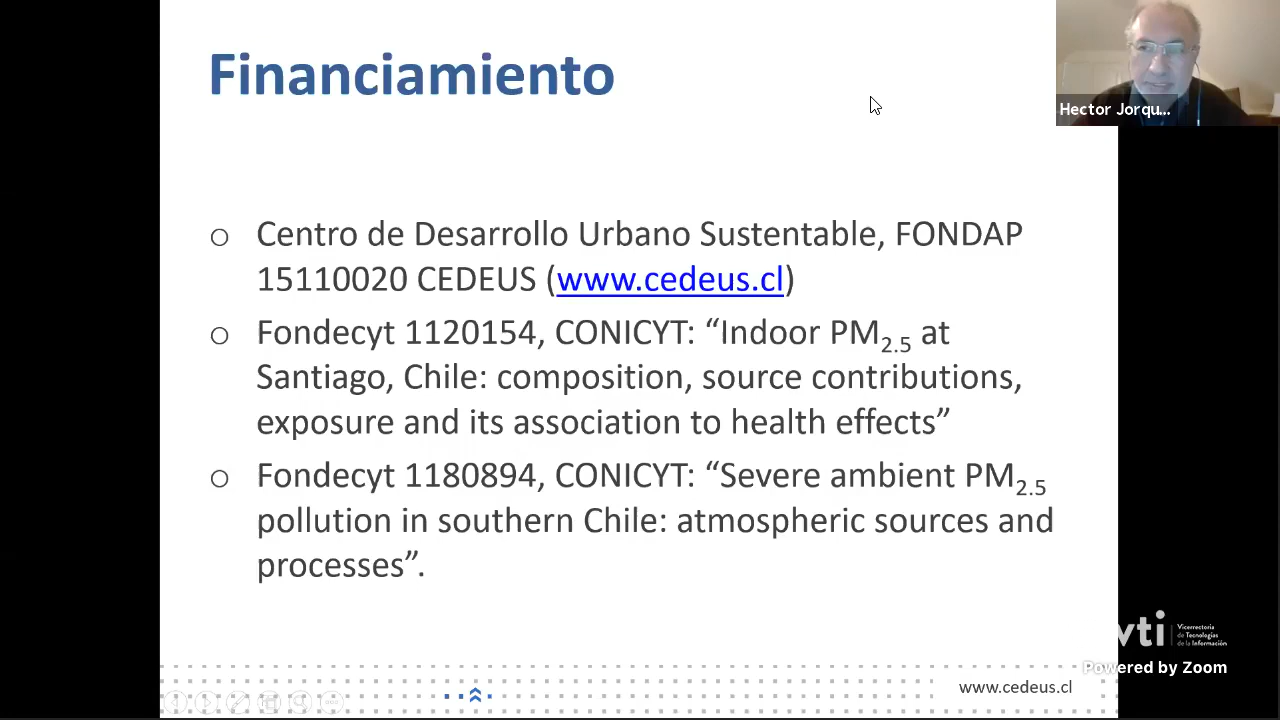 Financiamiento
Hector Jorqu...
o Centro de Desarrollo Urbano Sustentable, FONDAP
15110020 CEDEUS (www.cedeus.cl)
o Fondecyt 1120154, CONICYT: “Indoor PM2.5 at
Santiago, Chile: composition, source contributions,
exposure and its association to health effects”
o Fondecyt 1180894, CONICYT: “Severe ambient PM2.5
pollution in southern Chile: atmospheric sources and
processes”.
vti
Vicerrectoría
de Tecnologías
de la Información
Powered by Zoom
www.cedeus.cl